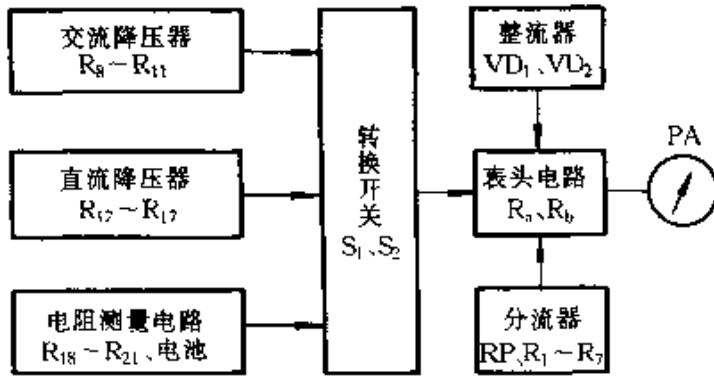 交流降压器
R₈～R₁₁
直流降压器
R₁₂～R₁₇
电阻测量电路
R₁₈～R₂₁、电池
转换开关
S₁、S₂
整流器
VD₁、VD₂
表头电路
Rₐ、R_b
分流器
RP、R₁～R₇
PA